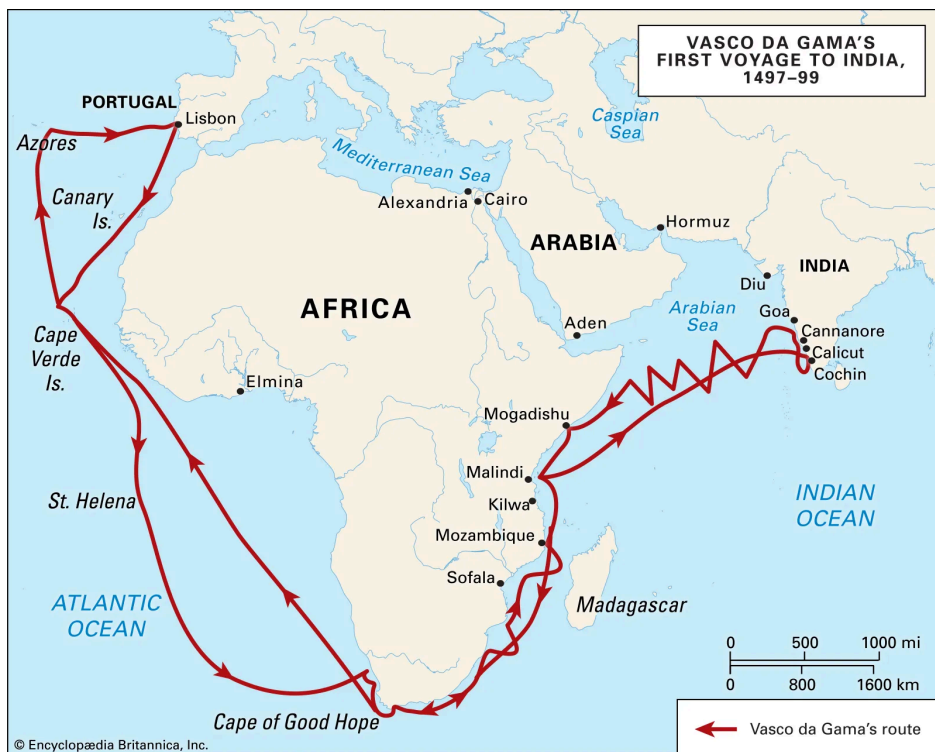 VASCO DA GAMA'S
FIRST VOYAGE TO INDIA,
1497–99
PORTUGAL
Lisbon
Azores
Caspian
Sea
Mediterranean Sea
Canary
Is.
Alexandria
Cairo
Hormuz
ARABIA
INDIA
Diu
AFRICA
Arabian
Sea
Goa
Aden
Cannanore
Cape
Verde
Is.
Calicut
Cochin
Elmina
Mogadishu
Malindi
St. Helena
Kilwa
INDIAN
OCEAN
Mozambique
Sofala
ATLANTIC
OCEAN
Madagascar
0 500 1000 mi
0 800 1600 km
Cape of Good Hope
Vasco da Gama's route
© Encyclopædia Britannica, Inc.